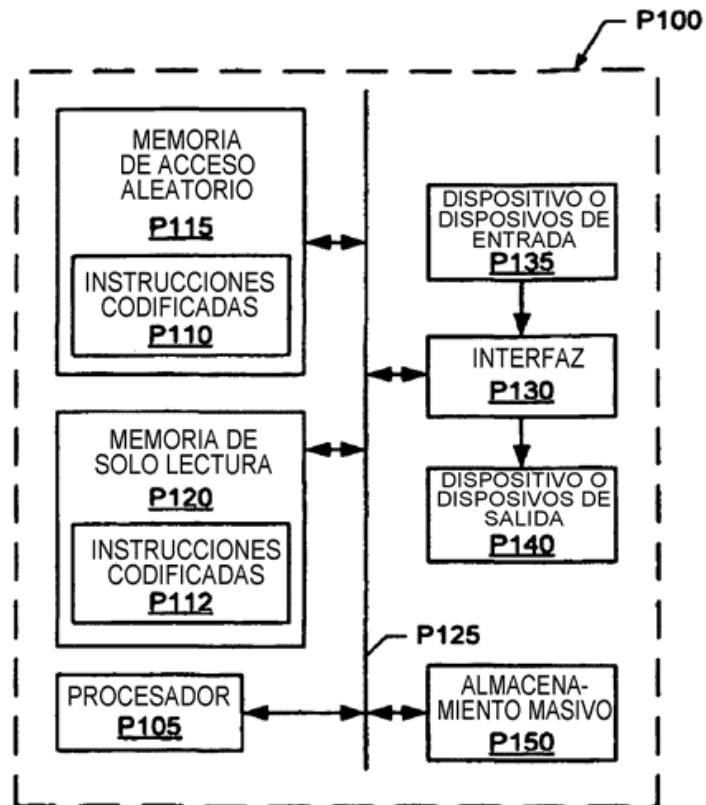 P100
MEMORIA
DE ACCESO
ALEATORIO
P115
INSTRUCCIONES
CODIFICADAS
P110
MEMORIA DE
SOLO LECTURA
P120
INSTRUCCIONES
CODIFICADAS
P112
PROCESADOR
P105
DISPOSITIVO O
DISPOSIVOS DE
ENTRADA
P135
INTERFAZ
P130
DISPOSITIVO O
DISPOSIVOS DE
SALIDA
P140
P125
ALMACENA-
MIENTO MASIVO
P150